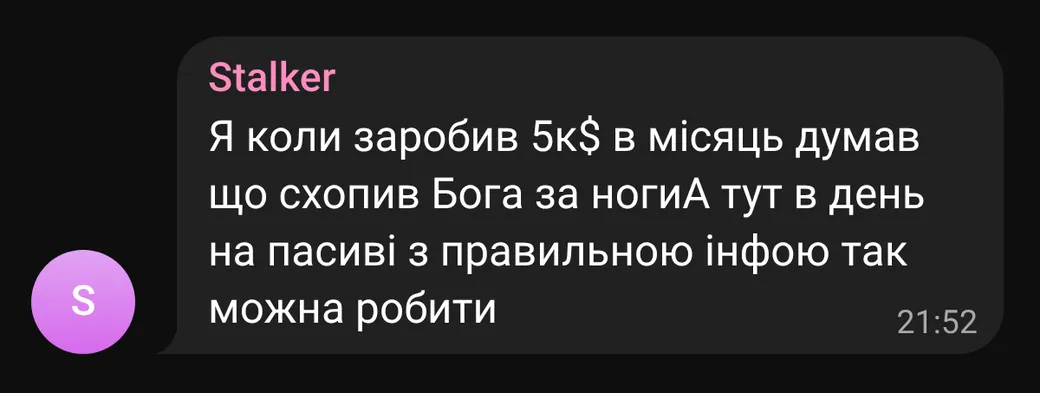 Stalker
Я коли заробив 5к$ в місяць думав
що схопив Бога за ногиА тут в день
на пасиві з правильною інфою так
можна робити
21:52
S